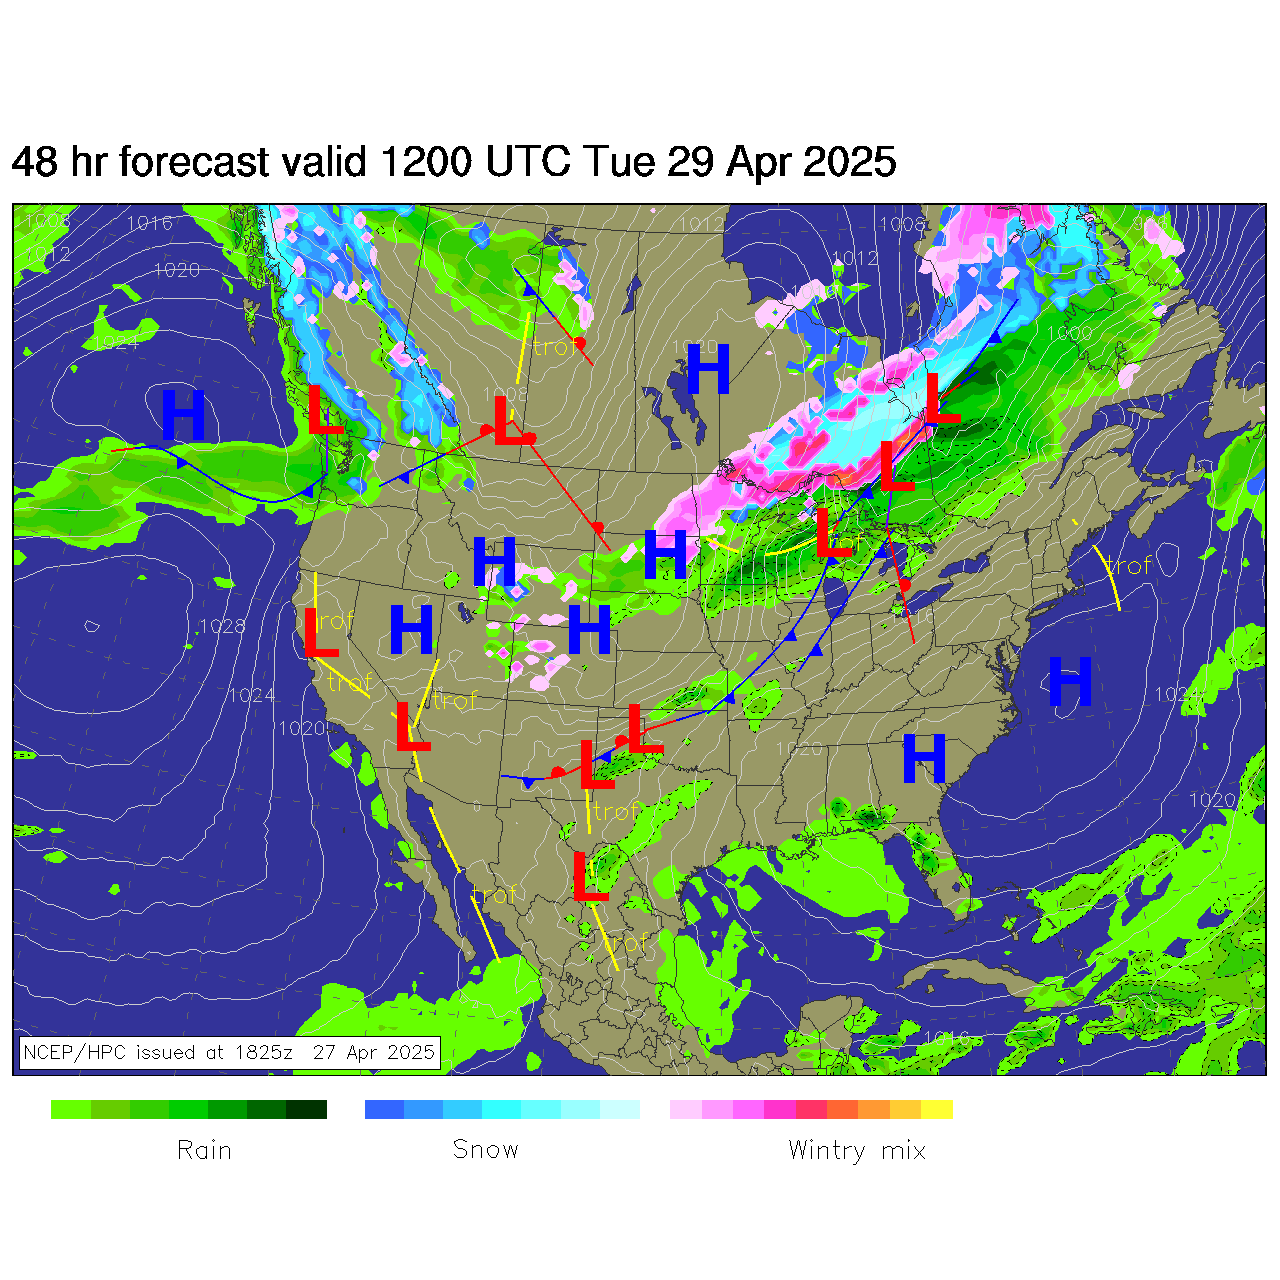 48 hr forecast valid 1200 UTC Tue 29 Apr 2025
1016
1008
1012
1012
1012
1020
1000
trof
1020
H
1008
H
L
L
L
L
L
trof
H
H
H
H
L
trof
1028
trof
H
trof
1024
1024
L
L
1020
H
1020
L
1020
trof
L
trof
trof
1016
NCEP/HPC issued at 1825z 27 Apr 2025
Rain
Snow
Wintry mix